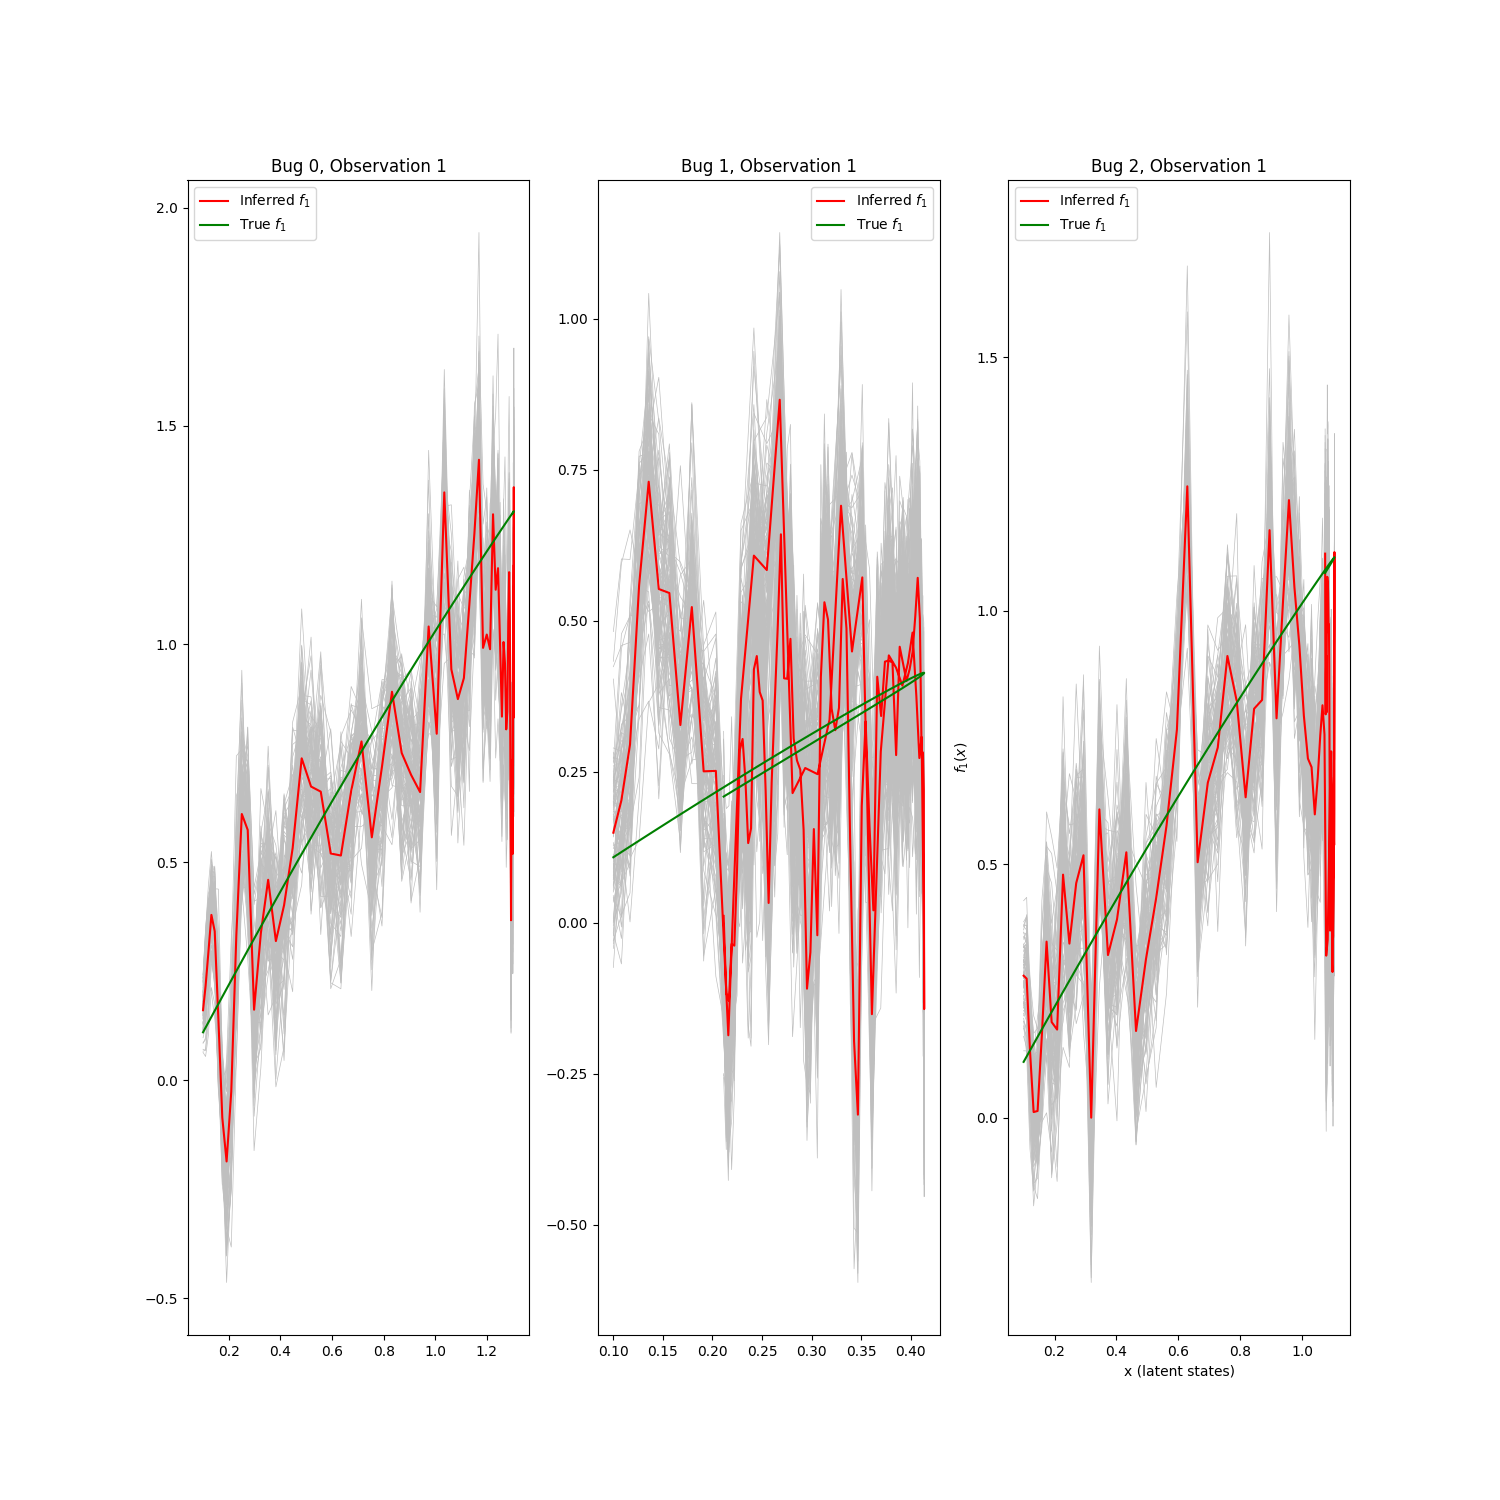 Bug 0, Observation 1
Inferred f₁
True f₁
2.0
1.5
1.0
0.5
0.0
−0.5
0.2 0.4 0.6 0.8 1.0 1.2
Bug 1, Observation 1
Inferred f₁
True f₁
1.00
0.75
0.50
0.25
0.00
−0.25
−0.50
0.10 0.15 0.20 0.25 0.30 0.35 0.40
Bug 2, Observation 1
Inferred f₁
True f₁
f₁(x)
1.5
1.0
0.5
0.0
0.2 0.4 0.6 0.8 1.0
x (latent states)